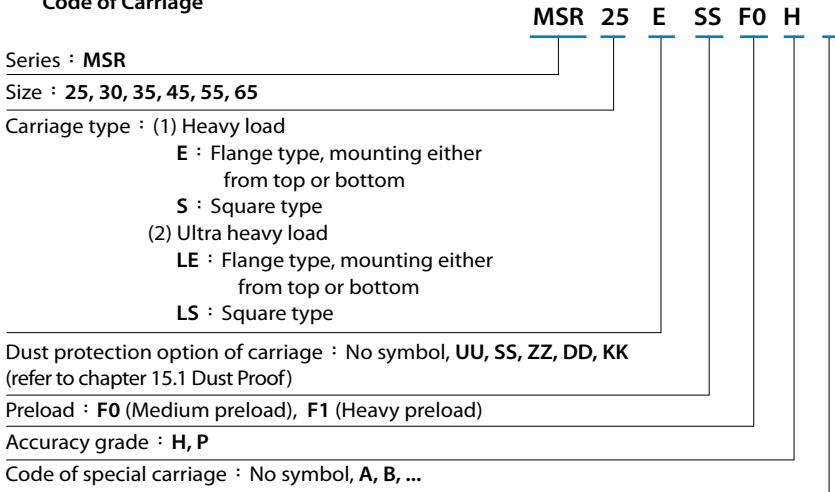 Code of Carriage
MSR 25 E SS F0 H
Series：MSR
Size：25, 30, 35, 45, 55, 65
Carriage type：(1) Heavy load
E：Flange type, mounting either
from top or bottom
S：Square type
(2) Ultra heavy load
LE：Flange type, mounting either
from top or bottom
LS：Square type
Dust protection option of carriage：No symbol, UU, SS, ZZ, DD, KK
(refer to chapter 15.1 Dust Proof)
Preload：F0 (Medium preload), F1 (Heavy preload)
Accuracy grade：H, P
Code of special carriage：No symbol, A, B, ...